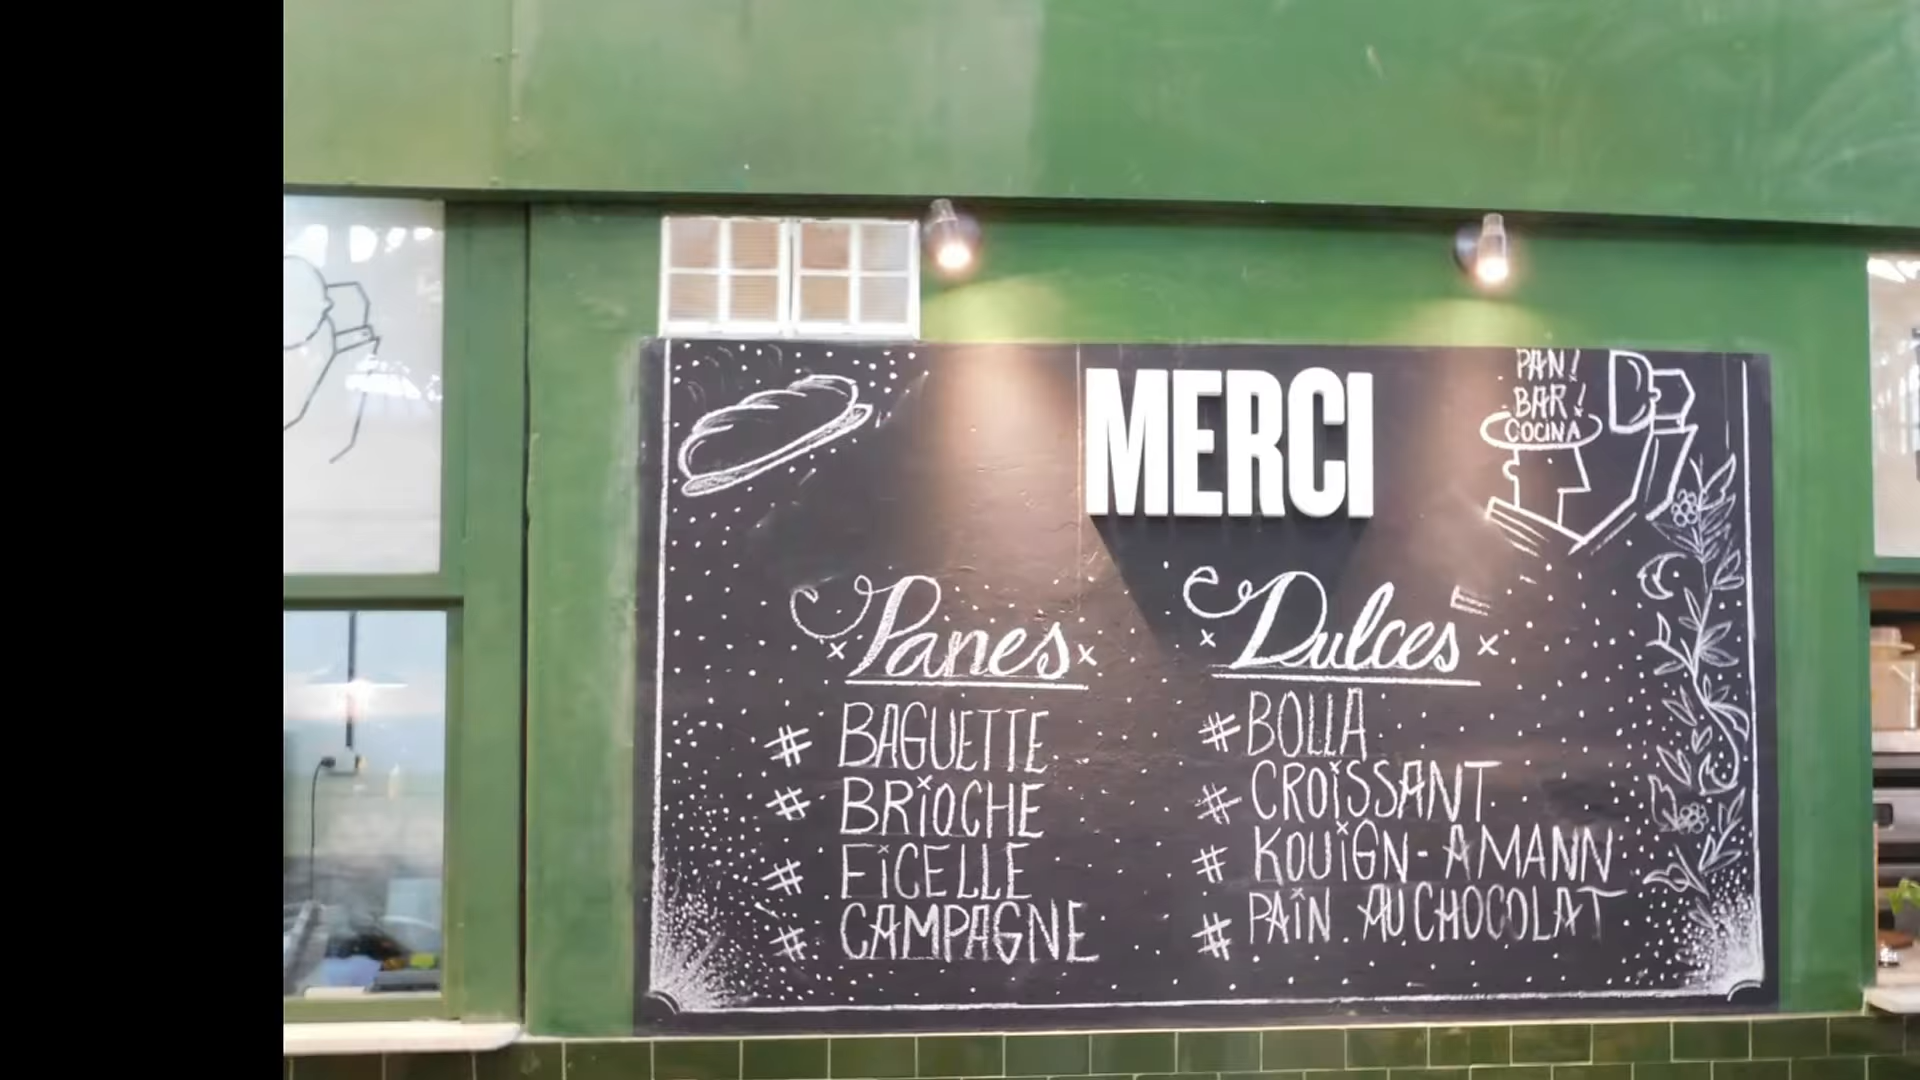 MERCI
PAN!
BAR!
COCINA
Panes
BAGUETTE
BRiOCHE
FiCELLE
CAMPAGNE
Dulces
BOLLA
CROiSSANT
KOUiGN-AMANN
PAiN AU CHOCOLAT